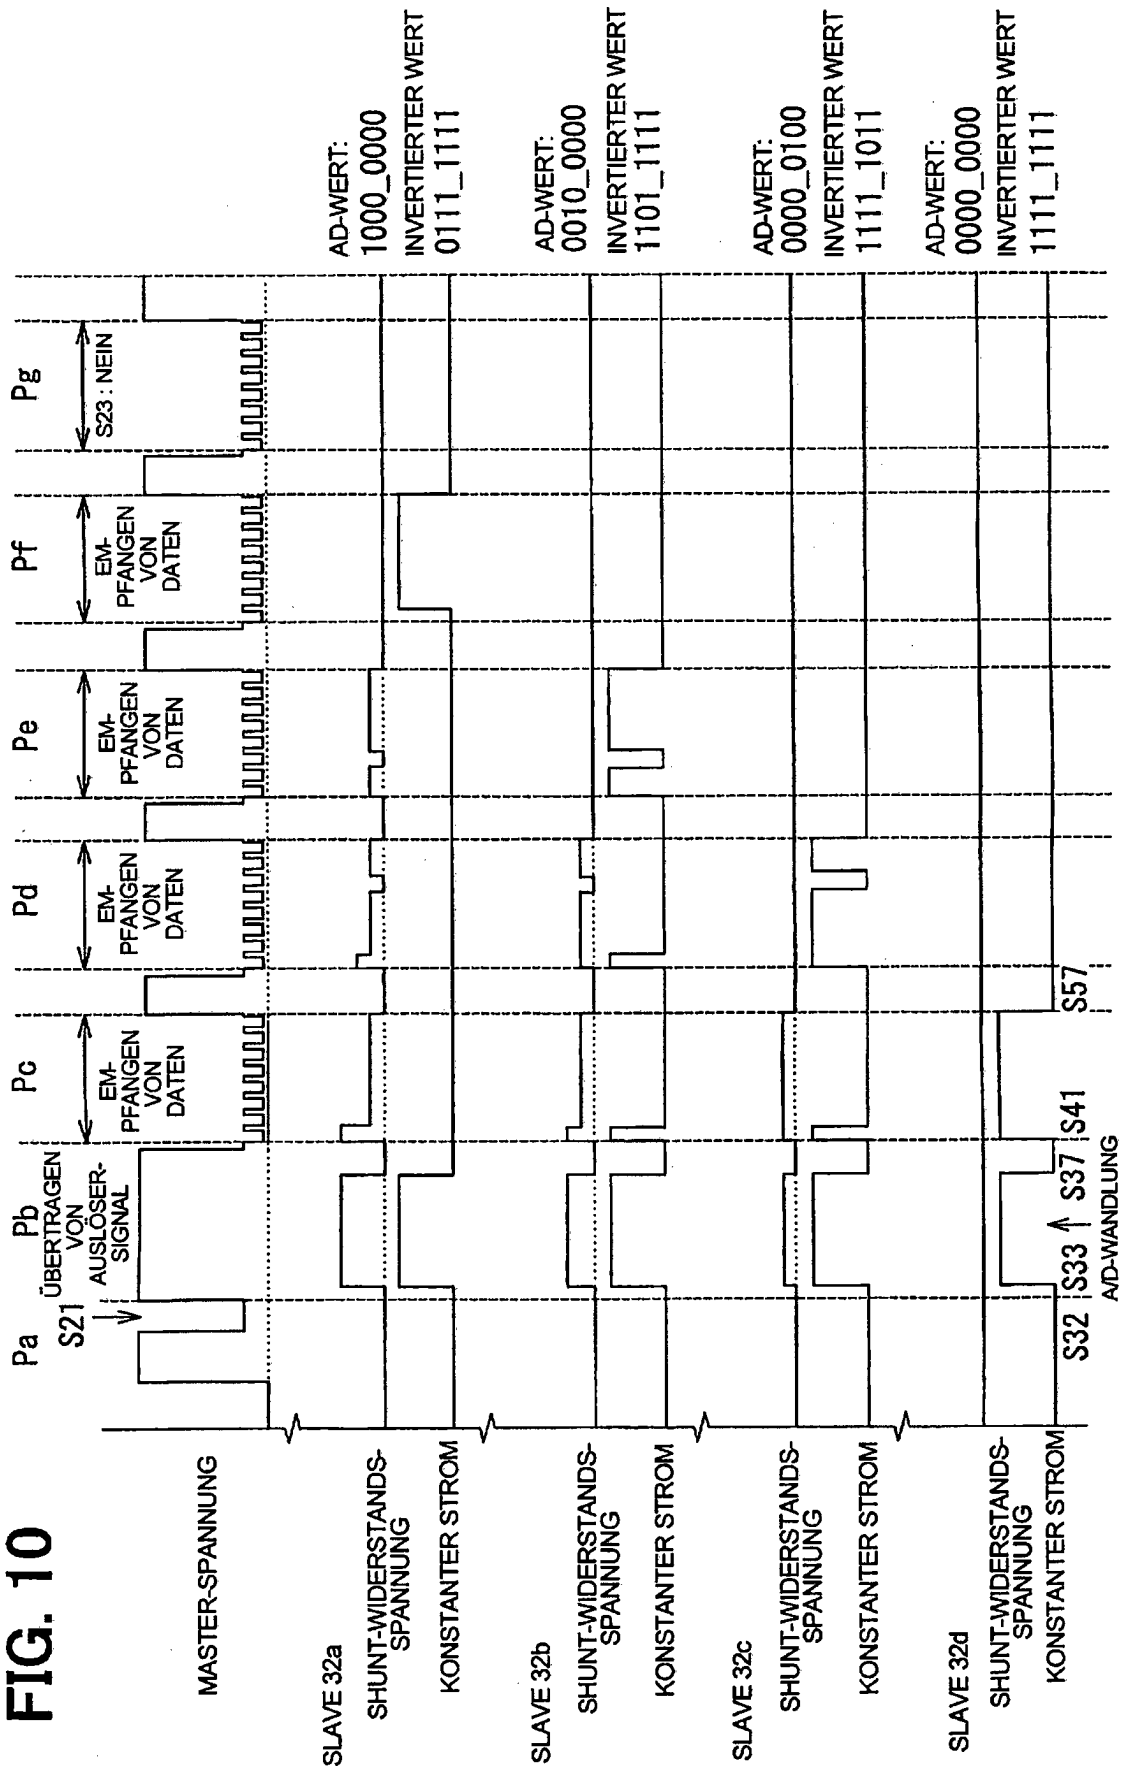 FIG. 10
Pa
Pb
Pc
Pd
Pe
Pf
Pg
S21
ÜBERTRAGEN
VON
AUSLÖSER-
SIGNAL
EM-
PFANGEN
VON
DATEN
EM-
PFANGEN
VON
DATEN
EM-
PFANGEN
VON
DATEN
EM-
PFANGEN
VON
DATEN
S23 : NEIN
MASTER-SPANNUNG
SLAVE 32a
SHUNT-WIDERSTANDS-
SPANNUNG
KONSTANTER STROM
AD-WERT:
1000_0000
INVERTIERTER WERT
0111_1111
SLAVE 32b
SHUNT-WIDERSTANDS-
SPANNUNG
KONSTANTER STROM
AD-WERT:
0010_0000
INVERTIERTER WERT
1101_1111
SLAVE 32c
SHUNT-WIDERSTANDS-
SPANNUNG
KONSTANTER STROM
AD-WERT:
0000_0100
INVERTIERTER WERT
1111_1011
SLAVE 32d
SHUNT-WIDERSTANDS-
SPANNUNG
KONSTANTER STROM
AD-WERT:
0000_0000
INVERTIERTER WERT
1111_1111
S32
S33
S37
S41
S57
A/D-WANDLUNG